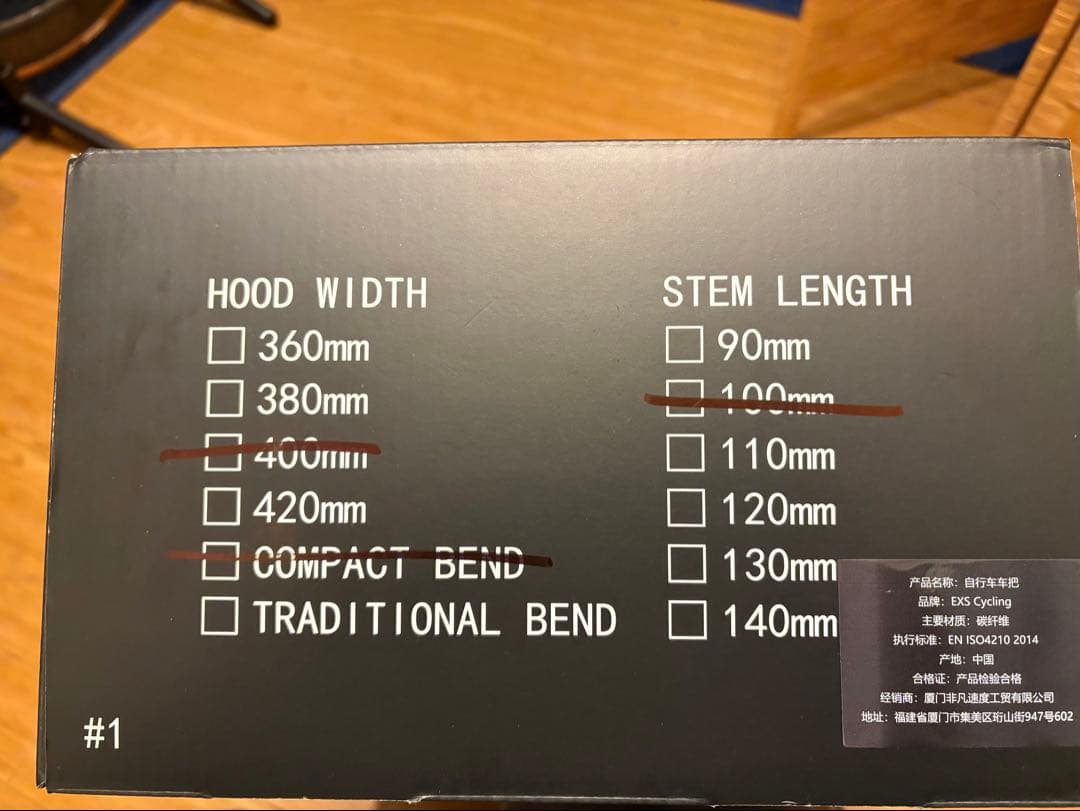 HOOD WIDTH
360mm
380mm
400mm
420mm
COMPACT BEND
TRADITIONAL BEND
STEM LENGTH
90mm
100mm
110mm
120mm
130mm
140mm
产品名称：自行车车把
品牌：EXS Cycling
主要材质：碳纤维
执行标准：EN ISO4210 2014
产地：中国
合格证：产品检验合格
经销商：厦门非凡速度工贸有限公司
地址：福建省厦门市集美区珩山街947号602
#1